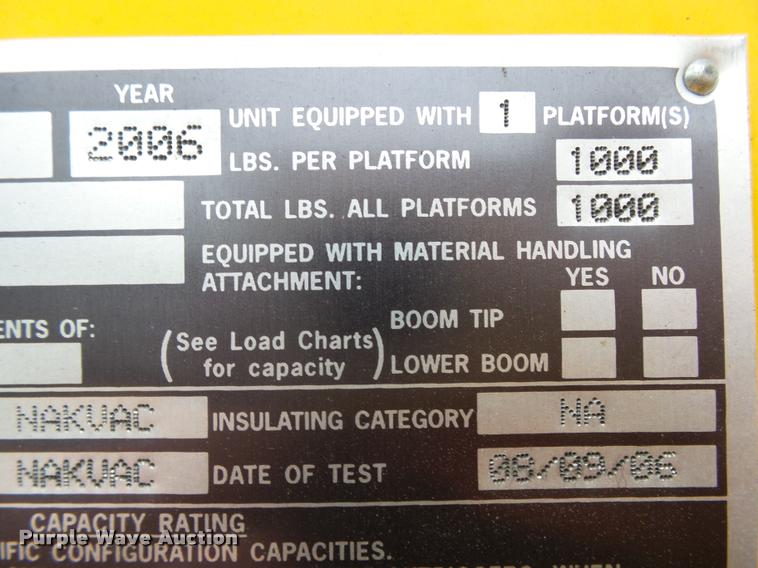 YEAR
2006
UNIT EQUIPPED WITH 1 PLATFORM(S)
LBS. PER PLATFORM 1000
TOTAL LBS. ALL PLATFORMS 1000
EQUIPPED WITH MATERIAL HANDLING
ATTACHMENT: YES NO
ENTS OF:
(See Load Charts
for capacity)
BOOM TIP
LOWER BOOM
NAKVAC INSULATING CATEGORY NA
NAKVAC DATE OF TEST 08/09/06
CAPACITY RATING
Purple Wave Auction
IFIC CONFIGURATION CAPACITIES.